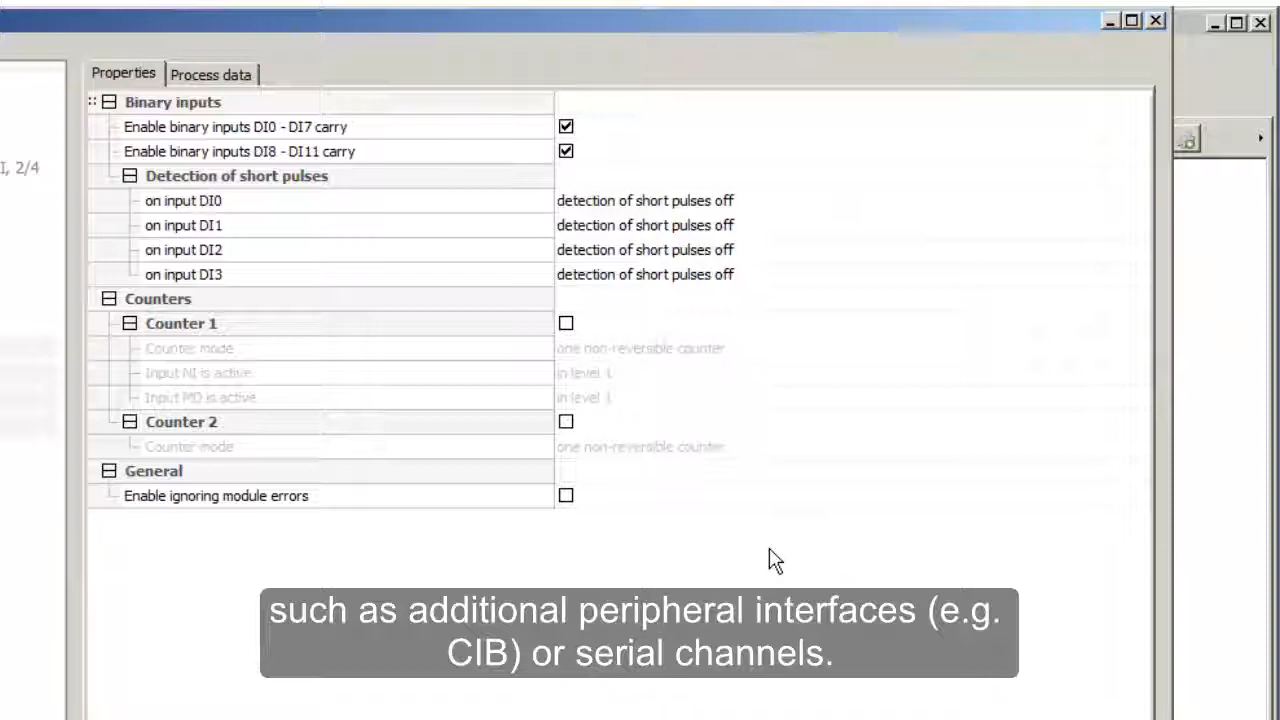 Properties
Process data
Binary inputs
Enable binary inputs DI0 - DI7 carry
Enable binary inputs DI8 - DI11 carry
I, 2/4
Detection of short pulses
on input DI0 detection of short pulses off
on input DI1 detection of short pulses off
on input DI2 detection of short pulses off
on input DI3 detection of short pulses off
Counters
Counter 1
Counter mode one non-reversible counter
Input NI is active in level 1
Input MD is active in level 1
Counter 2
Counter mode one non-reversible counter
General
Enable ignoring module errors
such as additional peripheral interfaces (e.g.
CIB) or serial channels.